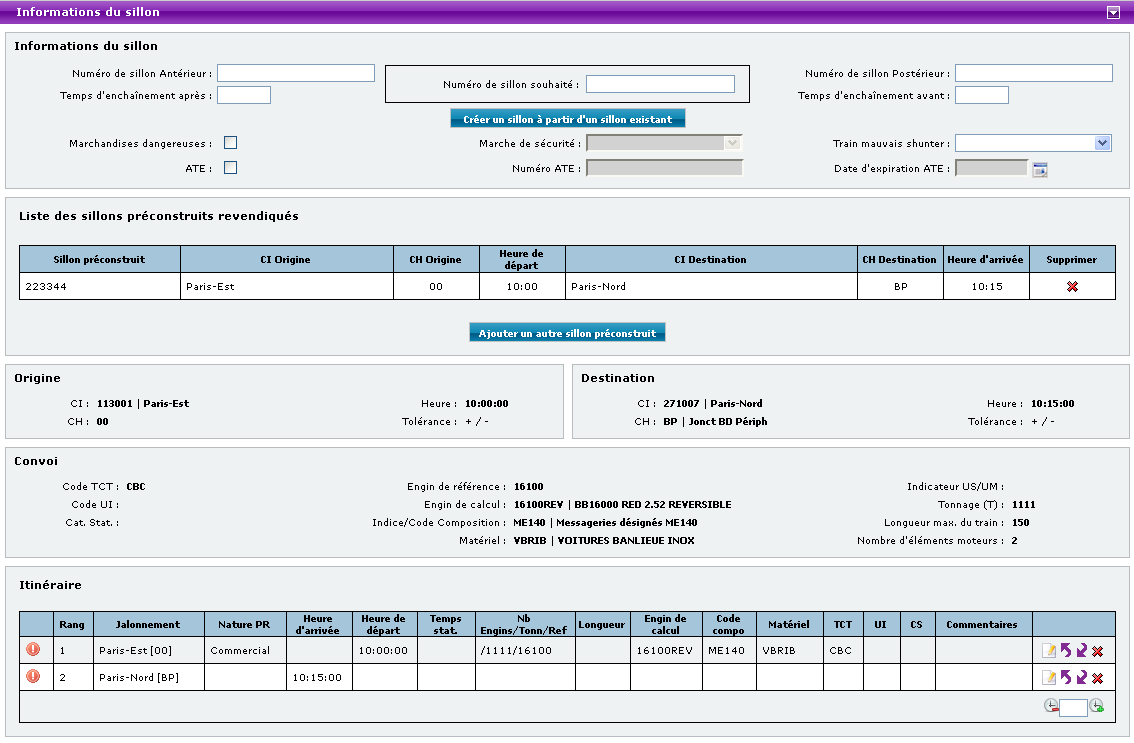 Informations du sillon
Informations du sillon
Numéro de sillon Antérieur :
Numéro de sillon souhaité :
Numéro de sillon Postérieur :
Temps d'enchaînement après :
Temps d'enchaînement avant :
Créer un sillon à partir d'un sillon existant
Marchandises dangereuses :
Marche de sécurité :
Train mauvais shunter :
ATE :
Numéro ATE :
Date d'expiration ATE :
Liste des sillons préconstruits revendiqués
Sillon préconstruit CI Origine CH Origine Heure de départ CI Destination CH Destination Heure d'arrivée Supprimer
223344 Paris-Est 00 10:00 Paris-Nord BP 10:15
Ajouter un autre sillon préconstruit
Origine
CI : 113001 | Paris-Est Heure : 10:00:00
CH : 00 Tolérance : + / -
Destination
CI : 271007 | Paris-Nord Heure : 10:15:00
CH : BP | Jonct BD Périph Tolérance : + / -
Convoi
Code TCT : CBC Engin de référence : 16100 Indicateur US/UM :
Code UI : Engin de calcul : 16100REV | BB16000 RED 2.52 REVERSIBLE Tonnage (T) : 1111
Cat. Stat. : Indice/Code Composition : ME140 | Messageries désignés ME140 Longueur max. du train : 150
Matériel : VBRIB | VOITURES BANLIEUE INOX Nombre d'éléments moteurs : 2
Itinéraire
Rang Jalonnement Nature PR Heure d'arrivée Heure de départ Temps stat. Nb Engins/Tonn/Ref Longueur Engin de calcul Code compo Matériel TCT UI CS Commentaires
1 Paris-Est [00] Commercial 10:00:00 /1111/16100 16100REV ME140 VBRIB CBC
2 Paris-Nord [BP] 10:15:00